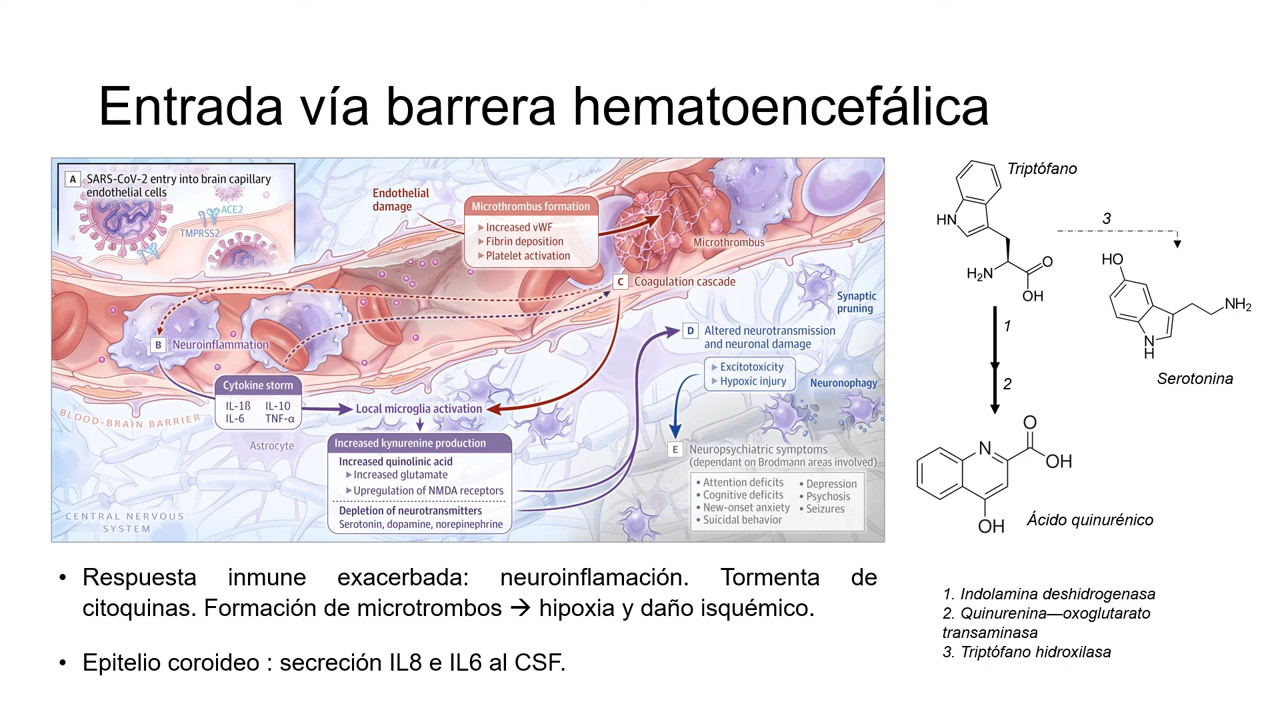 Entrada vía barrera hematoencefálica
A SARS-CoV-2 entry into brain capillary
endothelial cells
ACE2
TMPRSS2
Endothelial
damage
Microthrombus formation
Increased vWF
Fibrin deposition
Platelet activation
Microthrombus
C Coagulation cascade
Synaptic
pruning
B Neuroinflammation
D Altered neurotransmission
and neuronal damage
Excitotoxicity
Hypoxic injury
Neuronophagy
Cytokine storm
IL-1ß IL-10
IL-6 TNF-α
Local microglia activation
BLOOD-BRAIN BARRIER
Astrocyte
Increased kynurenine production
Increased quinolinic acid
Increased glutamate
Upregulation of NMDA receptors
Depletion of neurotransmitters
Serotonin, dopamine, norepinephrine
E Neuropsychiatric symptoms
(dependant on Brodmann areas involved)
• Attention deficits
• Cognitive deficits
• New-onset anxiety
• Suicidal behavior
• Depression
• Psychosis
• Seizures
CENTRAL NERVOUS
SYSTEM
Triptófano
HN
H₂N
O
OH
3
HO
NH₂
N
H
Serotonina
1
2
O
N
OH
OH
Ácido quinurénico
• Respuesta inmune exacerbada: neuroinflamación. Tormenta de
citoquinas. Formación de microtrombos → hipoxia y daño isquémico.
• Epitelio coroideo : secreción IL8 e IL6 al CSF.
1. Indolamina deshidrogenasa
2. Quinurenina—oxoglutarato
transaminasa
3. Triptófano hidroxilasa